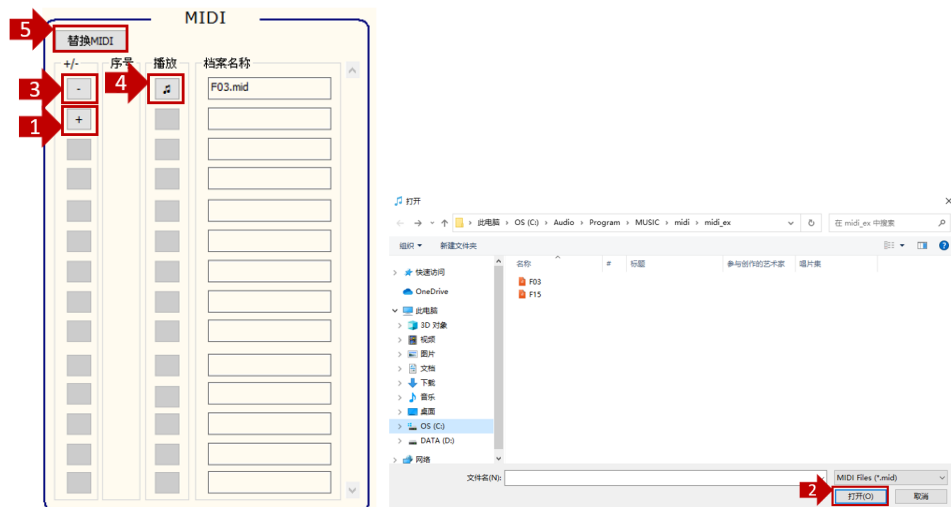 MIDI
5
替换MIDI
+/- 序号 播放 档案名称
3 - 4 ♫ F03.mid
1 +
打开
此电脑 › OS (C:) › Audio › Program › MUSIC › midi › midi_ex
在 midi_ex 中搜索
组织 新建文件夹
名称 # 标题 参与创作的艺术家 唱片集
快速访问
OneDrive
此电脑
3D 对象
视频
图片
文档
下载
音乐
桌面
OS (C:)
DATA (D:)
网络
F03
F15
文件名(N):
MIDI Files (*.mid)
2 打开(O) 取消